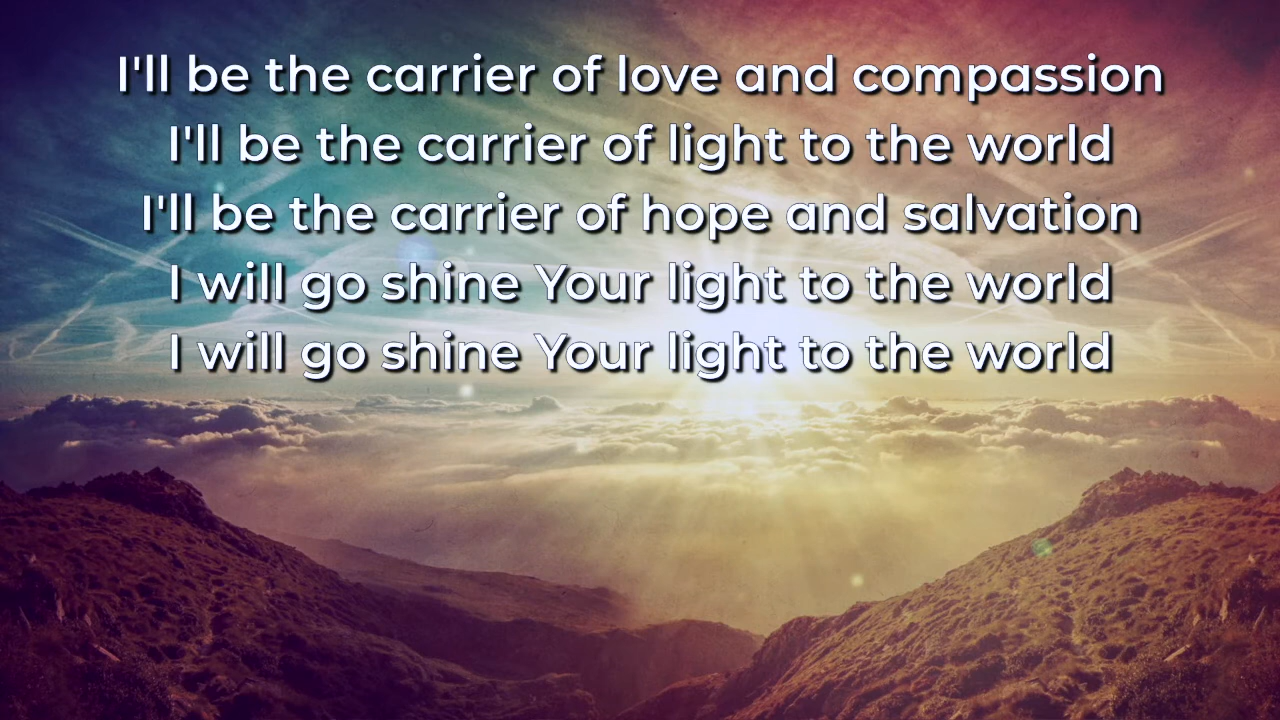 I'll be the carrier of love and compassion
I'll be the carrier of light to the world
I'll be the carrier of hope and salvation
I will go shine Your light to the world
I will go shine Your light to the world